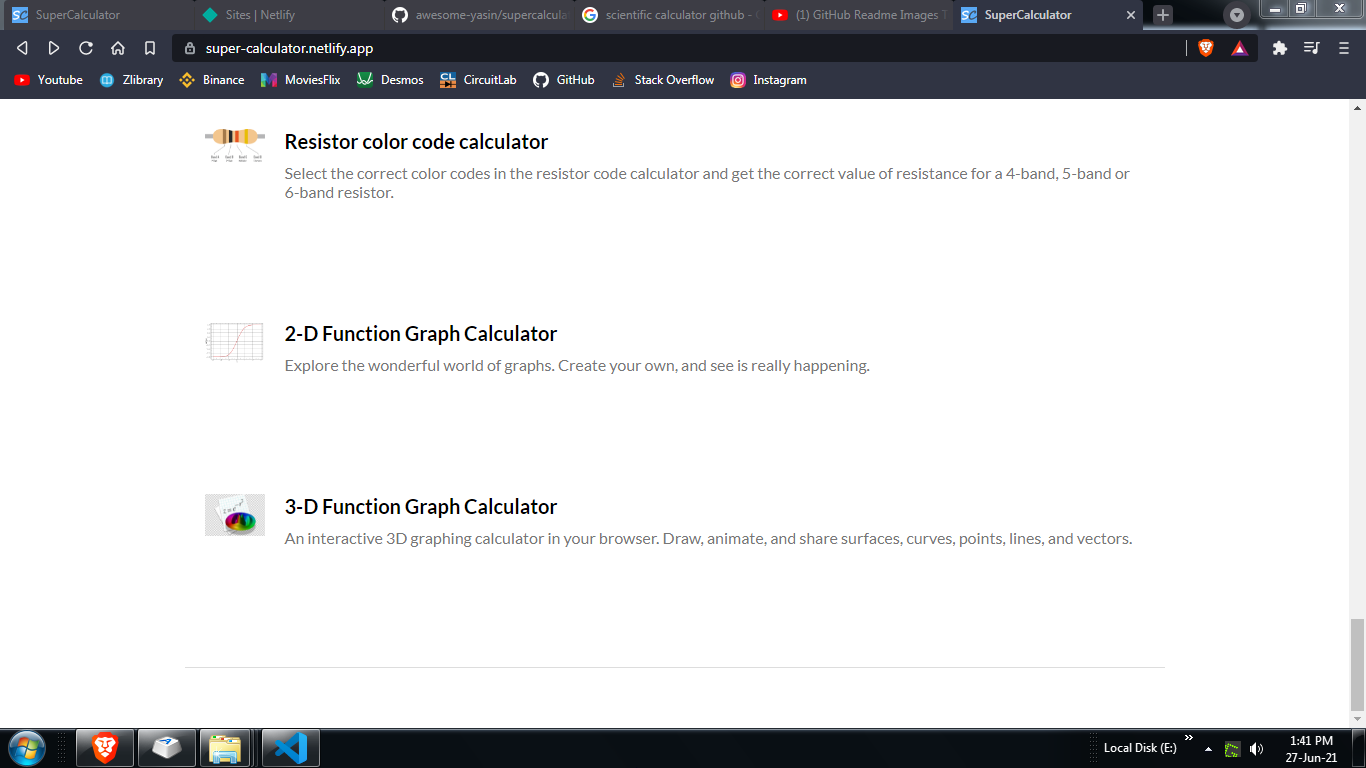 SuperCalculator
Sites | Netlify
awesome-yasin/supercalcula
scientific calculator github -
(1) GitHub Readme Images T
SuperCalculator
super-calculator.netlify.app
Youtube
Zlibrary
Binance
MoviesFlix
Desmos
CircuitLab
GitHub
Stack Overflow
Instagram
Resistor color code calculator
Select the correct color codes in the resistor code calculator and get the correct value of resistance for a 4-band, 5-band or
6-band resistor.
2-D Function Graph Calculator
Explore the wonderful world of graphs. Create your own, and see is really happening.
3-D Function Graph Calculator
An interactive 3D graphing calculator in your browser. Draw, animate, and share surfaces, curves, points, lines, and vectors.
Local Disk (E:)
1:41 PM
27-Jun-21